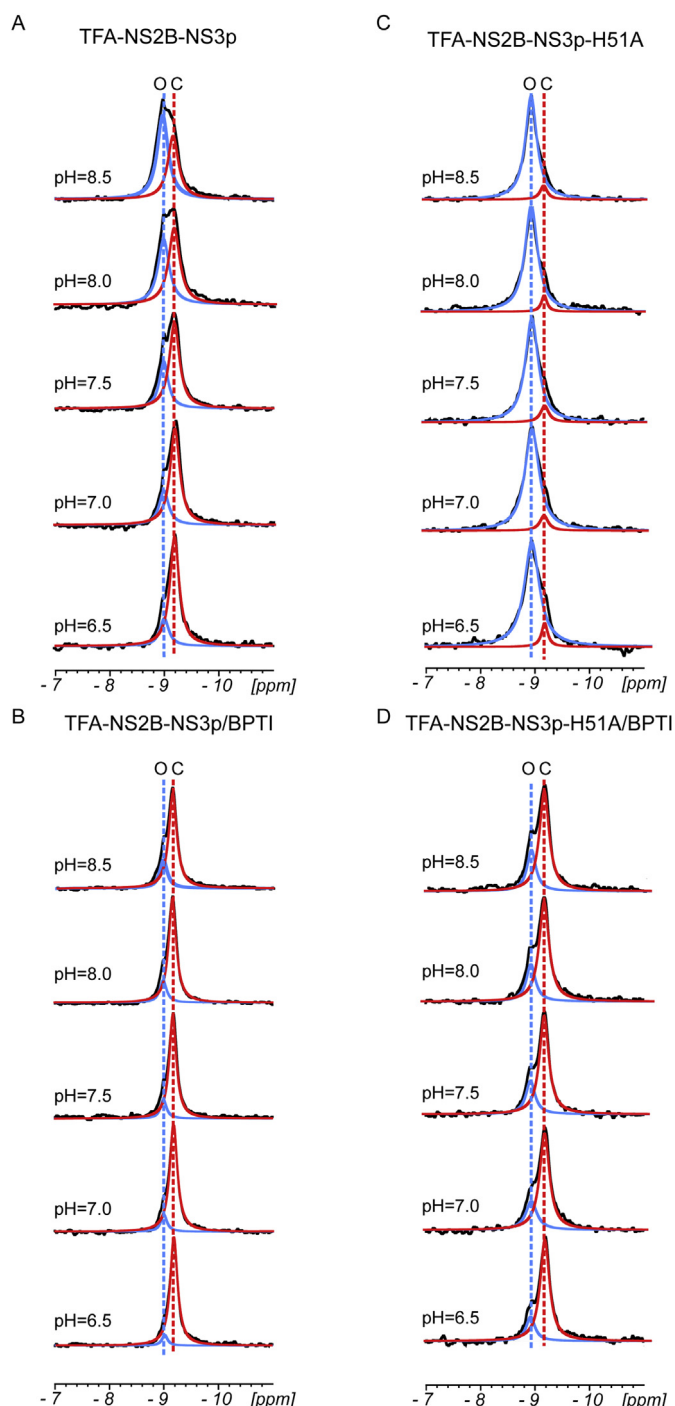 A
TFA-NS2B-NS3p
O C
pH=8.5
pH=8.0
pH=7.5
pH=7.0
pH=6.5
- 7 - 9 - 10 [ppm]
B
TFA-NS2B-NS3p/BPTI
O C
pH=8.5
pH=8.0
pH=7.5
pH=7.0
pH=6.5
- 7 - 9 - 10 [ppm]
C
TFA-NS2B-NS3p-H51A
O C
pH=8.5
pH=8.0
pH=7.5
pH=7.0
pH=6.5
- 7 - 9 - 10 [ppm]
D
TFA-NS2B-NS3p-H51A/BPTI
O C
pH=8.5
pH=8.0
pH=7.5
pH=7.0
pH=6.5
- 7 - 9 - 10 [ppm]